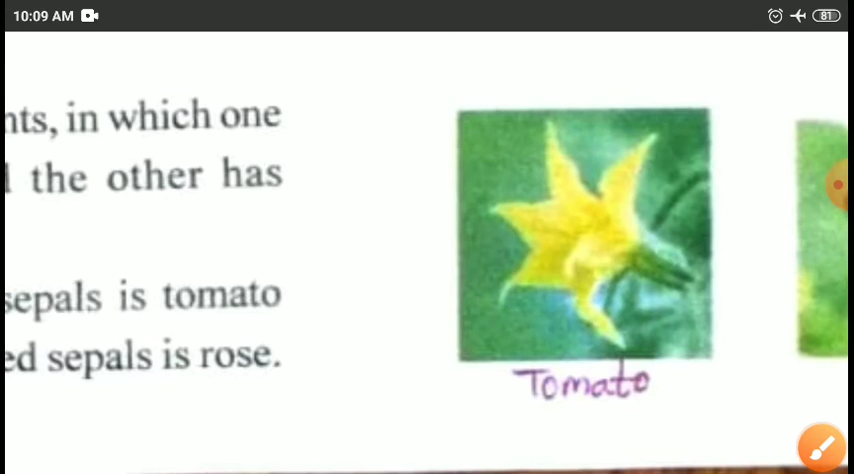 10:09 AM
81
nts, in which one
the other has
sepals is tomato
ed sepals is rose.
Tomato